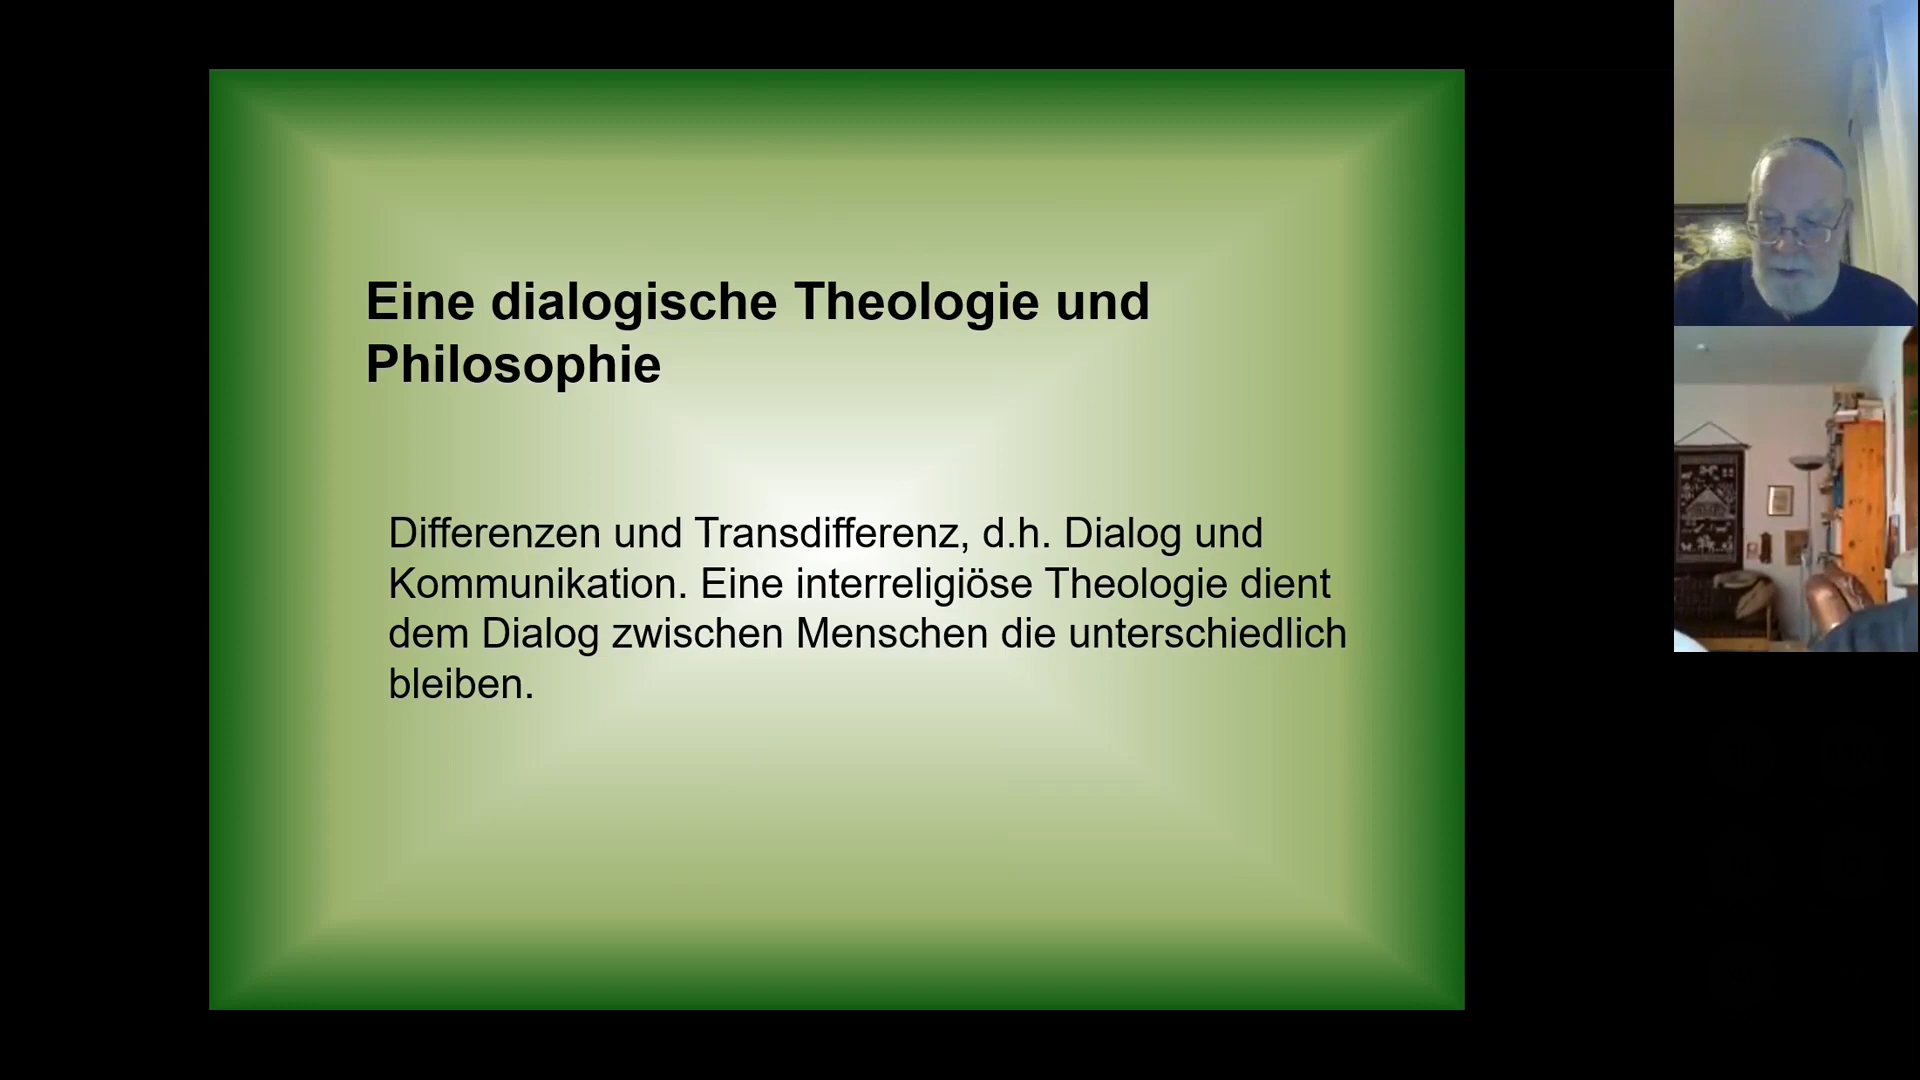 Eine dialogische Theologie und
Philosophie
Differenzen und Transdifferenz, d.h. Dialog und
Kommunikation. Eine interreligiöse Theologie dient
dem Dialog zwischen Menschen die unterschiedlich
bleiben.